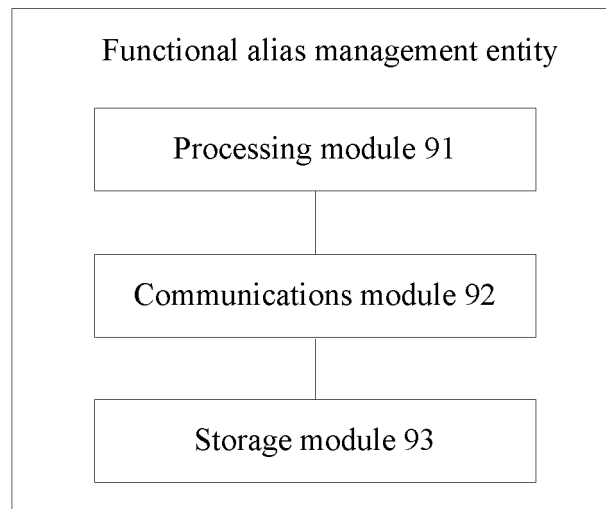 Functional alias management entity
Processing module 91
Communications module 92
Storage module 93